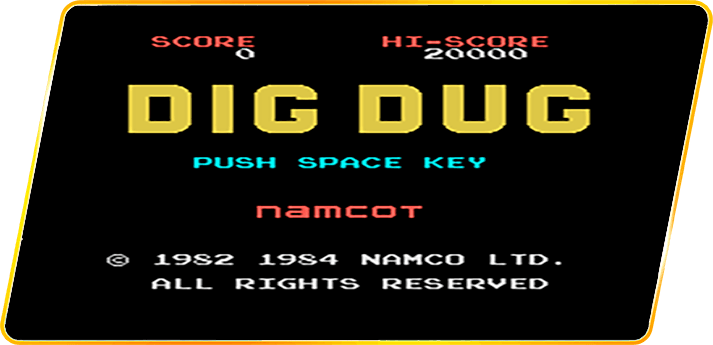 SCORE HI-SCORE
0 20000
DIG DUG
PUSH SPACE KEY
namcot
© 1982 1984 NAMCO LTD.
ALL RIGHTS RESERVED